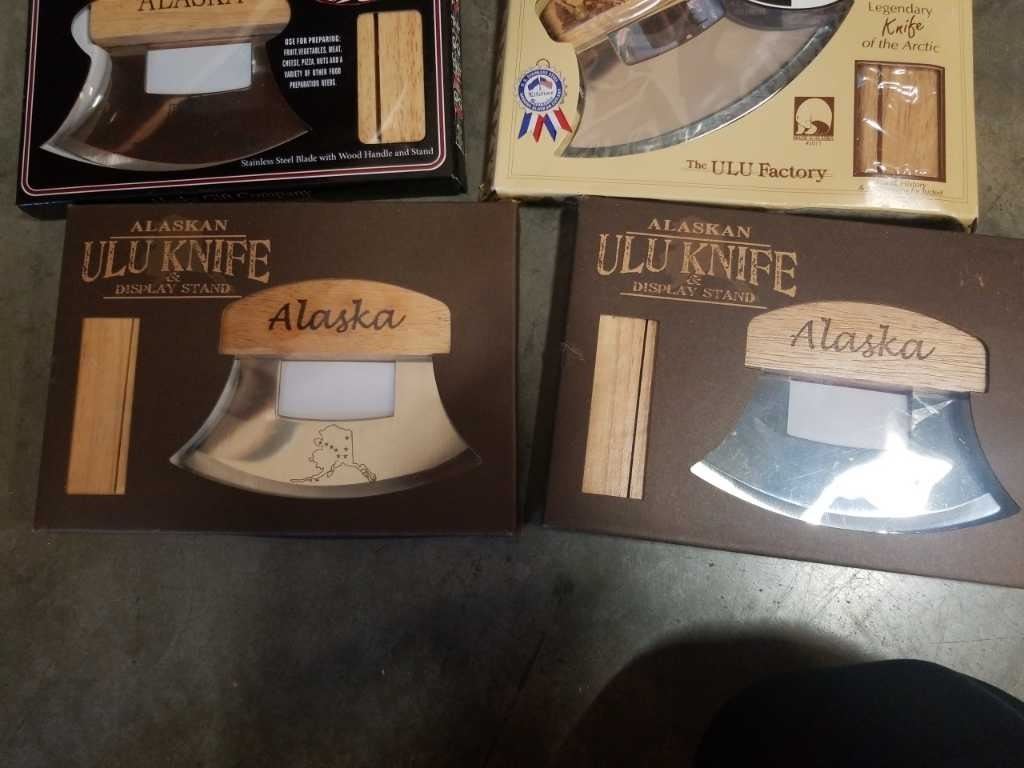 ALASKA
USE FOR PREPARING:
FRUIT, VEGETABLES, MEAT,
CHEESE, PIZZA, NUTS AND A
VARIETY OF OTHER FOOD
PREPARATION NEEDS.
Stainless Steel Blade with Wood Handle and Stand
Legendary
Knife
of the Arctic
The ULU Factory
ALASKAN
ULU KNIFE
&
DISPLAY STAND
Alaska
ALASKAN
ULU KNIFE
&
DISPLAY STAND
Alaska